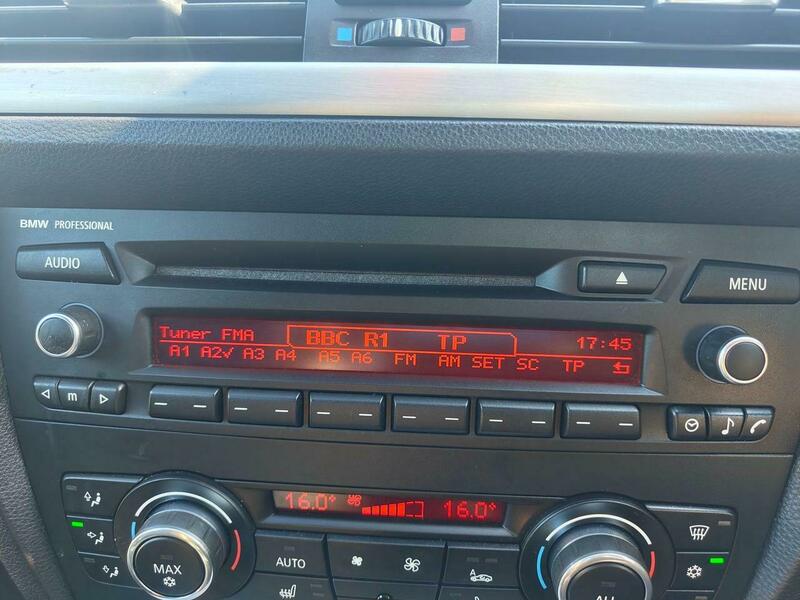 BMW PROFESSIONAL
AUDIO
MENU
Tuner FMA BBC R1 TP 17:45
A1 A2✓ A3 A4 A5 A6 FM AM SET SC TP
m
16.0° 16.0°
MAX
AUTO
A
ALL